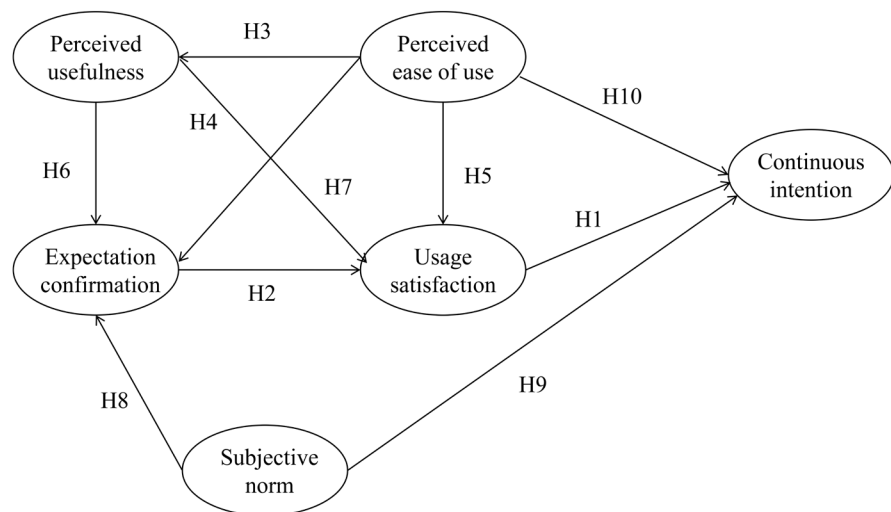 H3
Perceived
usefulness
Perceived
ease of use
H10
H4
H6
H7
H5
Continuous
intention
H1
Expectation
confirmation
Usage
satisfaction
H2
H9
H8
Subjective
norm